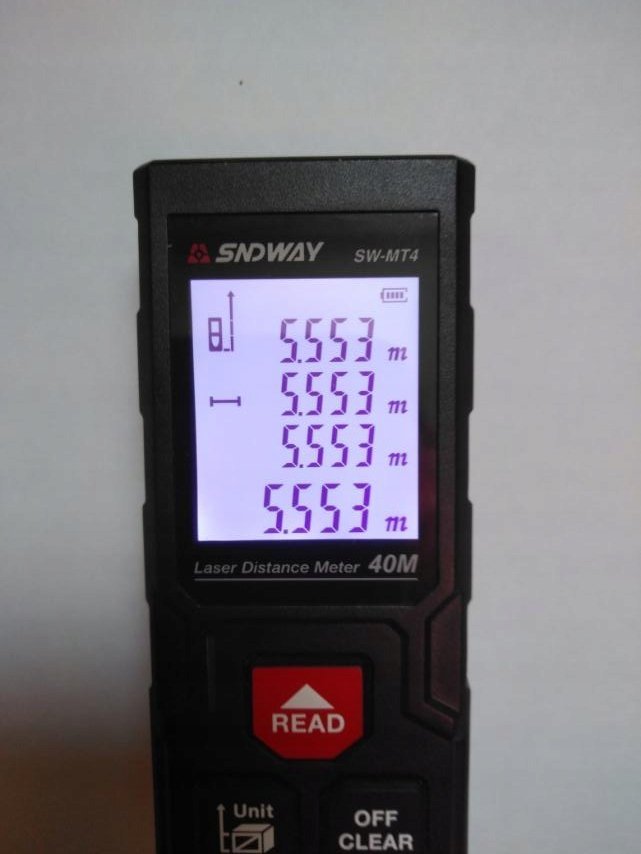 SNDWAY SW-MT4
5.553 m
5.553 m
5.553 m
5.553 m
Laser Distance Meter 40M
READ
Unit
OFF
CLEAR